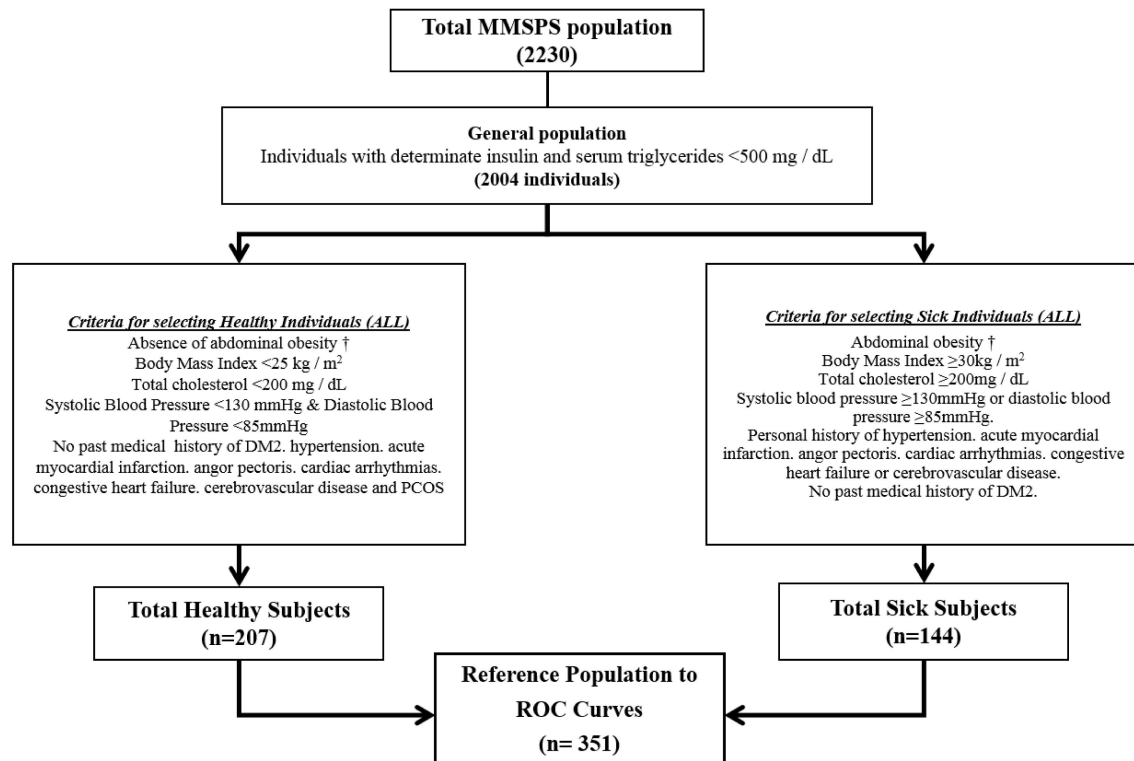 Total MMSPS population
(2230)
General population
Individuals with determinate insulin and serum triglycerides <500 mg / dL
(2004 individuals)
Criteria for selecting Healthy Individuals (ALL)
Absence of abdominal obesity †
Body Mass Index <25 kg / m²
Total cholesterol <200 mg / dL
Systolic Blood Pressure <130 mmHg & Diastolic Blood
Pressure <85mmHg
No past medical history of DM2. hypertension. acute
myocardial infarction. angor pectoris. cardiac arrhythmias.
congestive heart failure. cerebrovascular disease and PCOS
Criteria for selecting Sick Individuals (ALL)
Abdominal obesity †
Body Mass Index ≥30kg / m²
Total cholesterol ≥200mg / dL
Systolic blood pressure ≥130mmHg or diastolic blood
pressure ≥85mmHg.
Personal history of hypertension. acute myocardial
infarction. angor pectoris. cardiac arrhythmias. congestive
heart failure or cerebrovascular disease.
No past medical history of DM2.
Total Healthy Subjects
(n=207)
Total Sick Subjects
(n=144)
Reference Population to
ROC Curves
(n= 351)